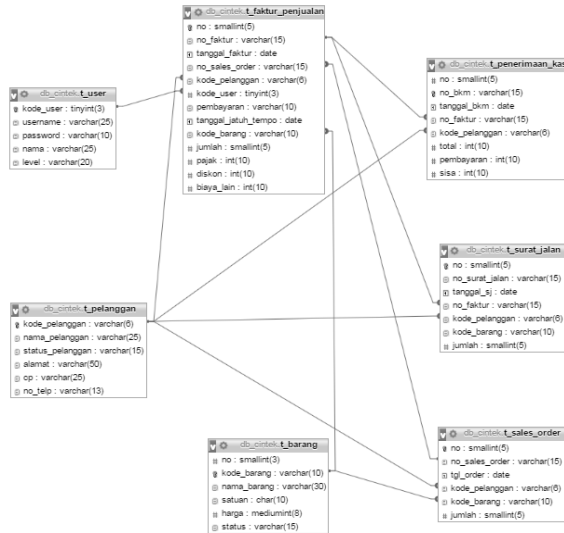 db_cintek.t_faktur_penjualan
no : smallint(5)
no_faktur : varchar(15)
tanggal_faktur : date
no_sales_order : varchar(15)
kode_pelanggan : varchar(6)
kode_user : tinyint(3)
pembayaran : varchar(10)
tanggal_jatuh_tempo : date
kode_barang : varchar(10)
jumlah : smallint(5)
pajak : int(10)
diskon : int(10)
biaya_lain : int(10)
db_cintek.t_user
kode_user : tinyint(3)
username : varchar(25)
password : varchar(10)
nama : varchar(25)
level : varchar(20)
db_cintek.t_penerimaan_kas
no : smallint(5)
no_bkm : varchar(15)
tanggal_bkm : date
no_faktur : varchar(15)
kode_pelanggan : varchar(6)
total : int(10)
pembayaran : int(10)
sisa : int(10)
db_cintek.t_surat_jalan
no : smallint(5)
no_surat_jalan : varchar(15)
tanggal_sj : date
no_faktur : varchar(15)
kode_pelanggan : varchar(6)
kode_barang : varchar(10)
jumlah : smallint(5)
db_cintek.t_pelanggan
kode_pelanggan : varchar(6)
nama_pelanggan : varchar(25)
status_pelanggan : varchar(15)
alamat : varchar(50)
cp : varchar(25)
no_telp : varchar(13)
db_cintek.t_barang
no : smallint(3)
kode_barang : varchar(10)
nama_barang : varchar(30)
satuan : char(10)
harga : mediumint(8)
status : varchar(15)
db_cintek.t_sales_order
no : smallint(5)
no_sales_order : varchar(15)
tgl_order : date
kode_pelanggan : varchar(6)
kode_barang : varchar(10)
jumlah : smallint(5)